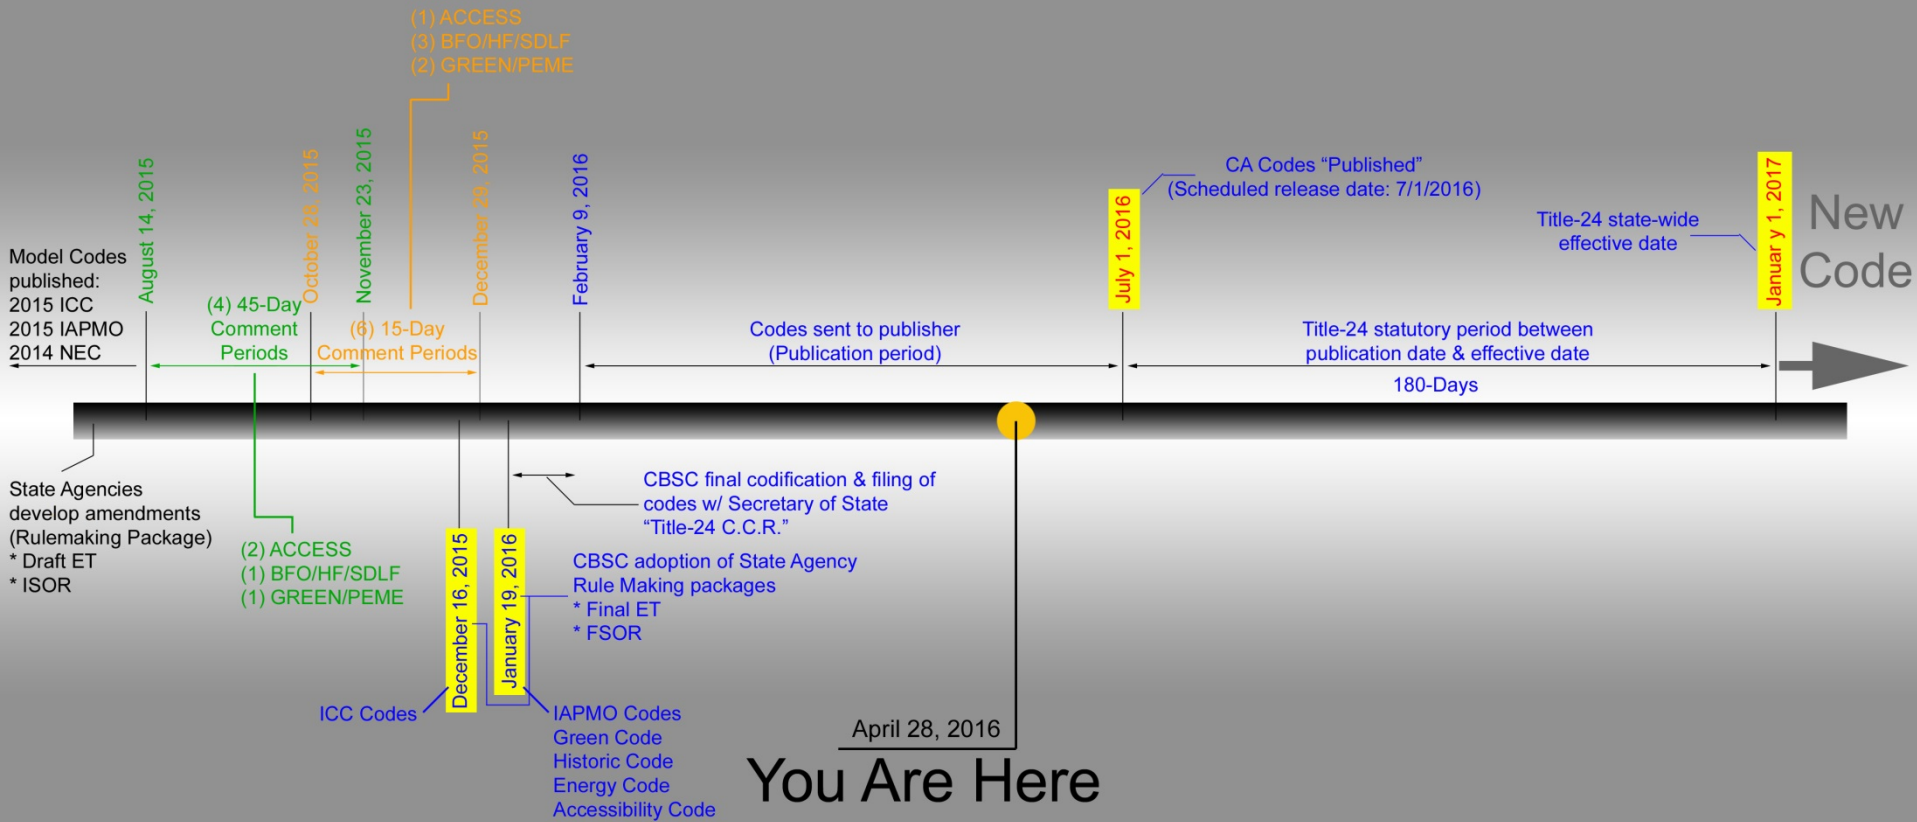 (1) ACCESS
(3) BFO/HF/SDLF
(2) GREEN/PEME
August 14, 2015
October 28, 2015
November 23, 2015
December 29, 2015
February 9, 2016
July 1, 2016
CA Codes “Published”
(Scheduled release date: 7/1/2016)
Title-24 state-wide
effective date
Januar y 1, 2017
New
Code
Model Codes
published:
2015 ICC
2015 IAPMO
2014 NEC
(4) 45-Day
Comment
Periods
(6) 15-Day
Comment Periods
Codes sent to publisher
(Publication period)
Title-24 statutory period between
publication date & effective date
180-Days
State Agencies
develop amendments
(Rulemaking Package)
* Draft ET
* ISOR
(2) ACCESS
(1) BFO/HF/SDLF
(1) GREEN/PEME
December 16, 2015
January 19, 2016
CBSC final codification & filing of
codes w/ Secretary of State
“Title-24 C.C.R.”
CBSC adoption of State Agency
Rule Making packages
* Final ET
* FSOR
ICC Codes
IAPMO Codes
Green Code
Historic Code
Energy Code
Accessibility Code
April 28, 2016
You Are Here